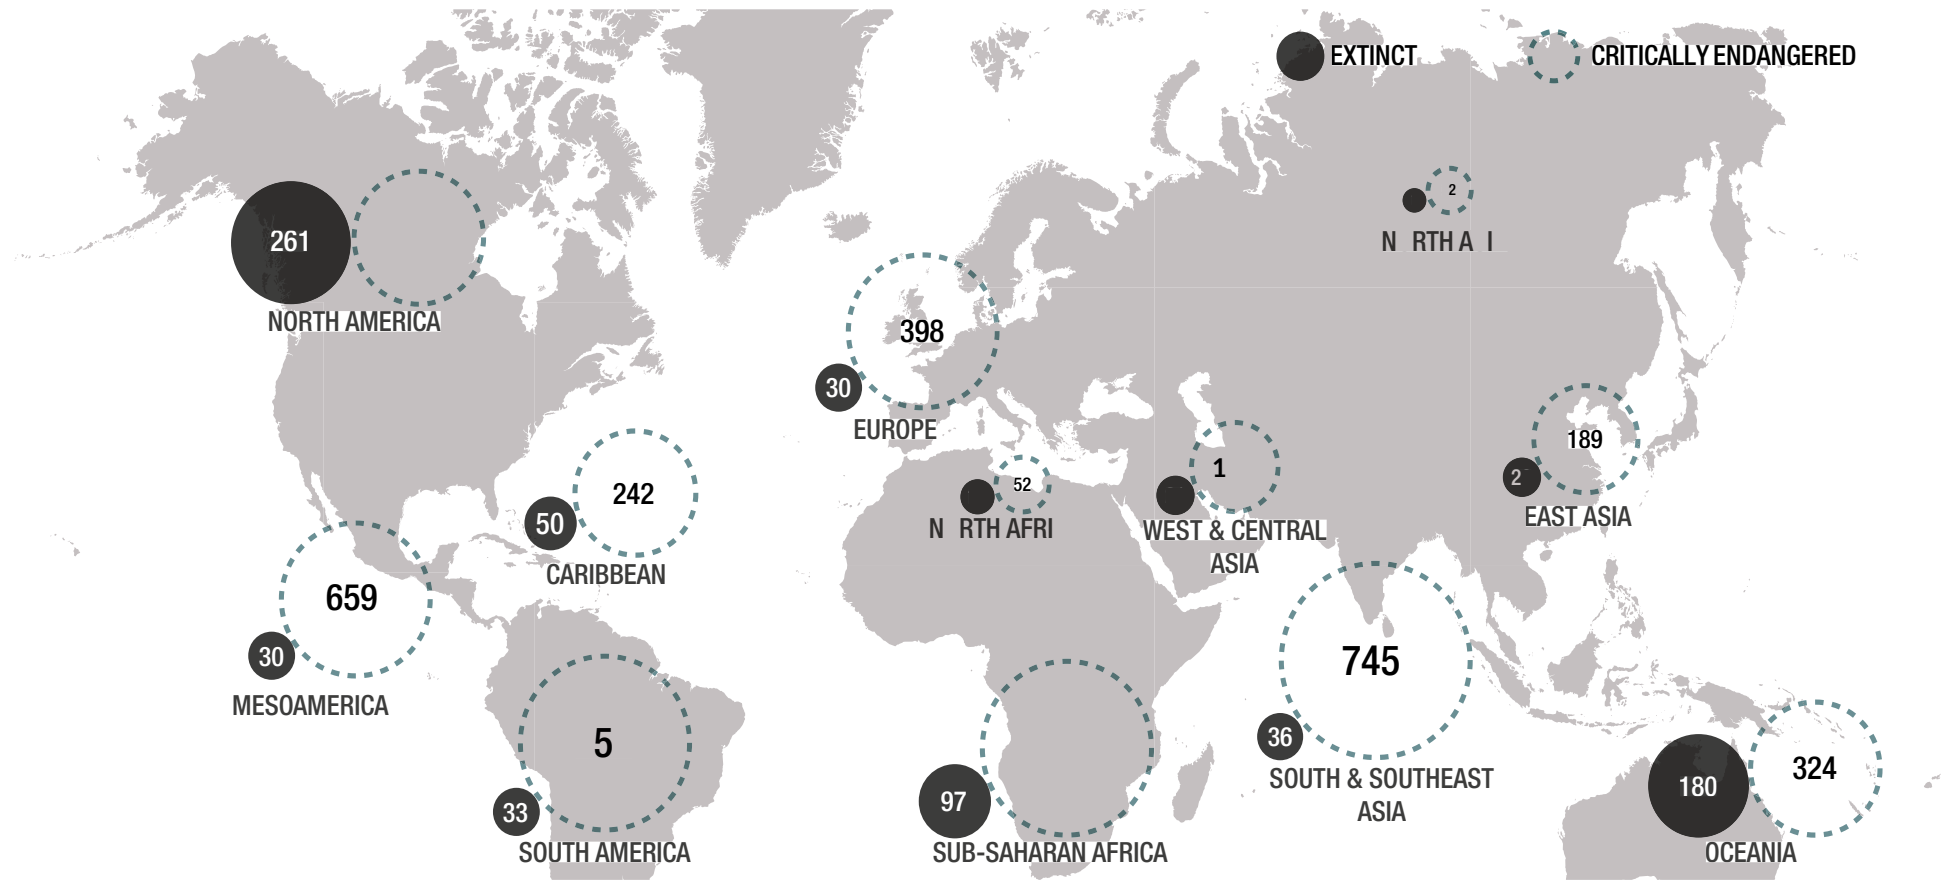 EXTINCT
CRITICALLY ENDANGERED
2
N RTH A I
261
NORTH AMERICA
398
30
EUROPE
189
2
EAST ASIA
1
WEST & CENTRAL
ASIA
52
N RTH AFRI
242
50
CARIBBEAN
659
30
MESOAMERICA
745
36
SOUTH & SOUTHEAST
ASIA
5
33
SOUTH AMERICA
97
SUB-SAHARAN AFRICA
324
180
OCEANIA